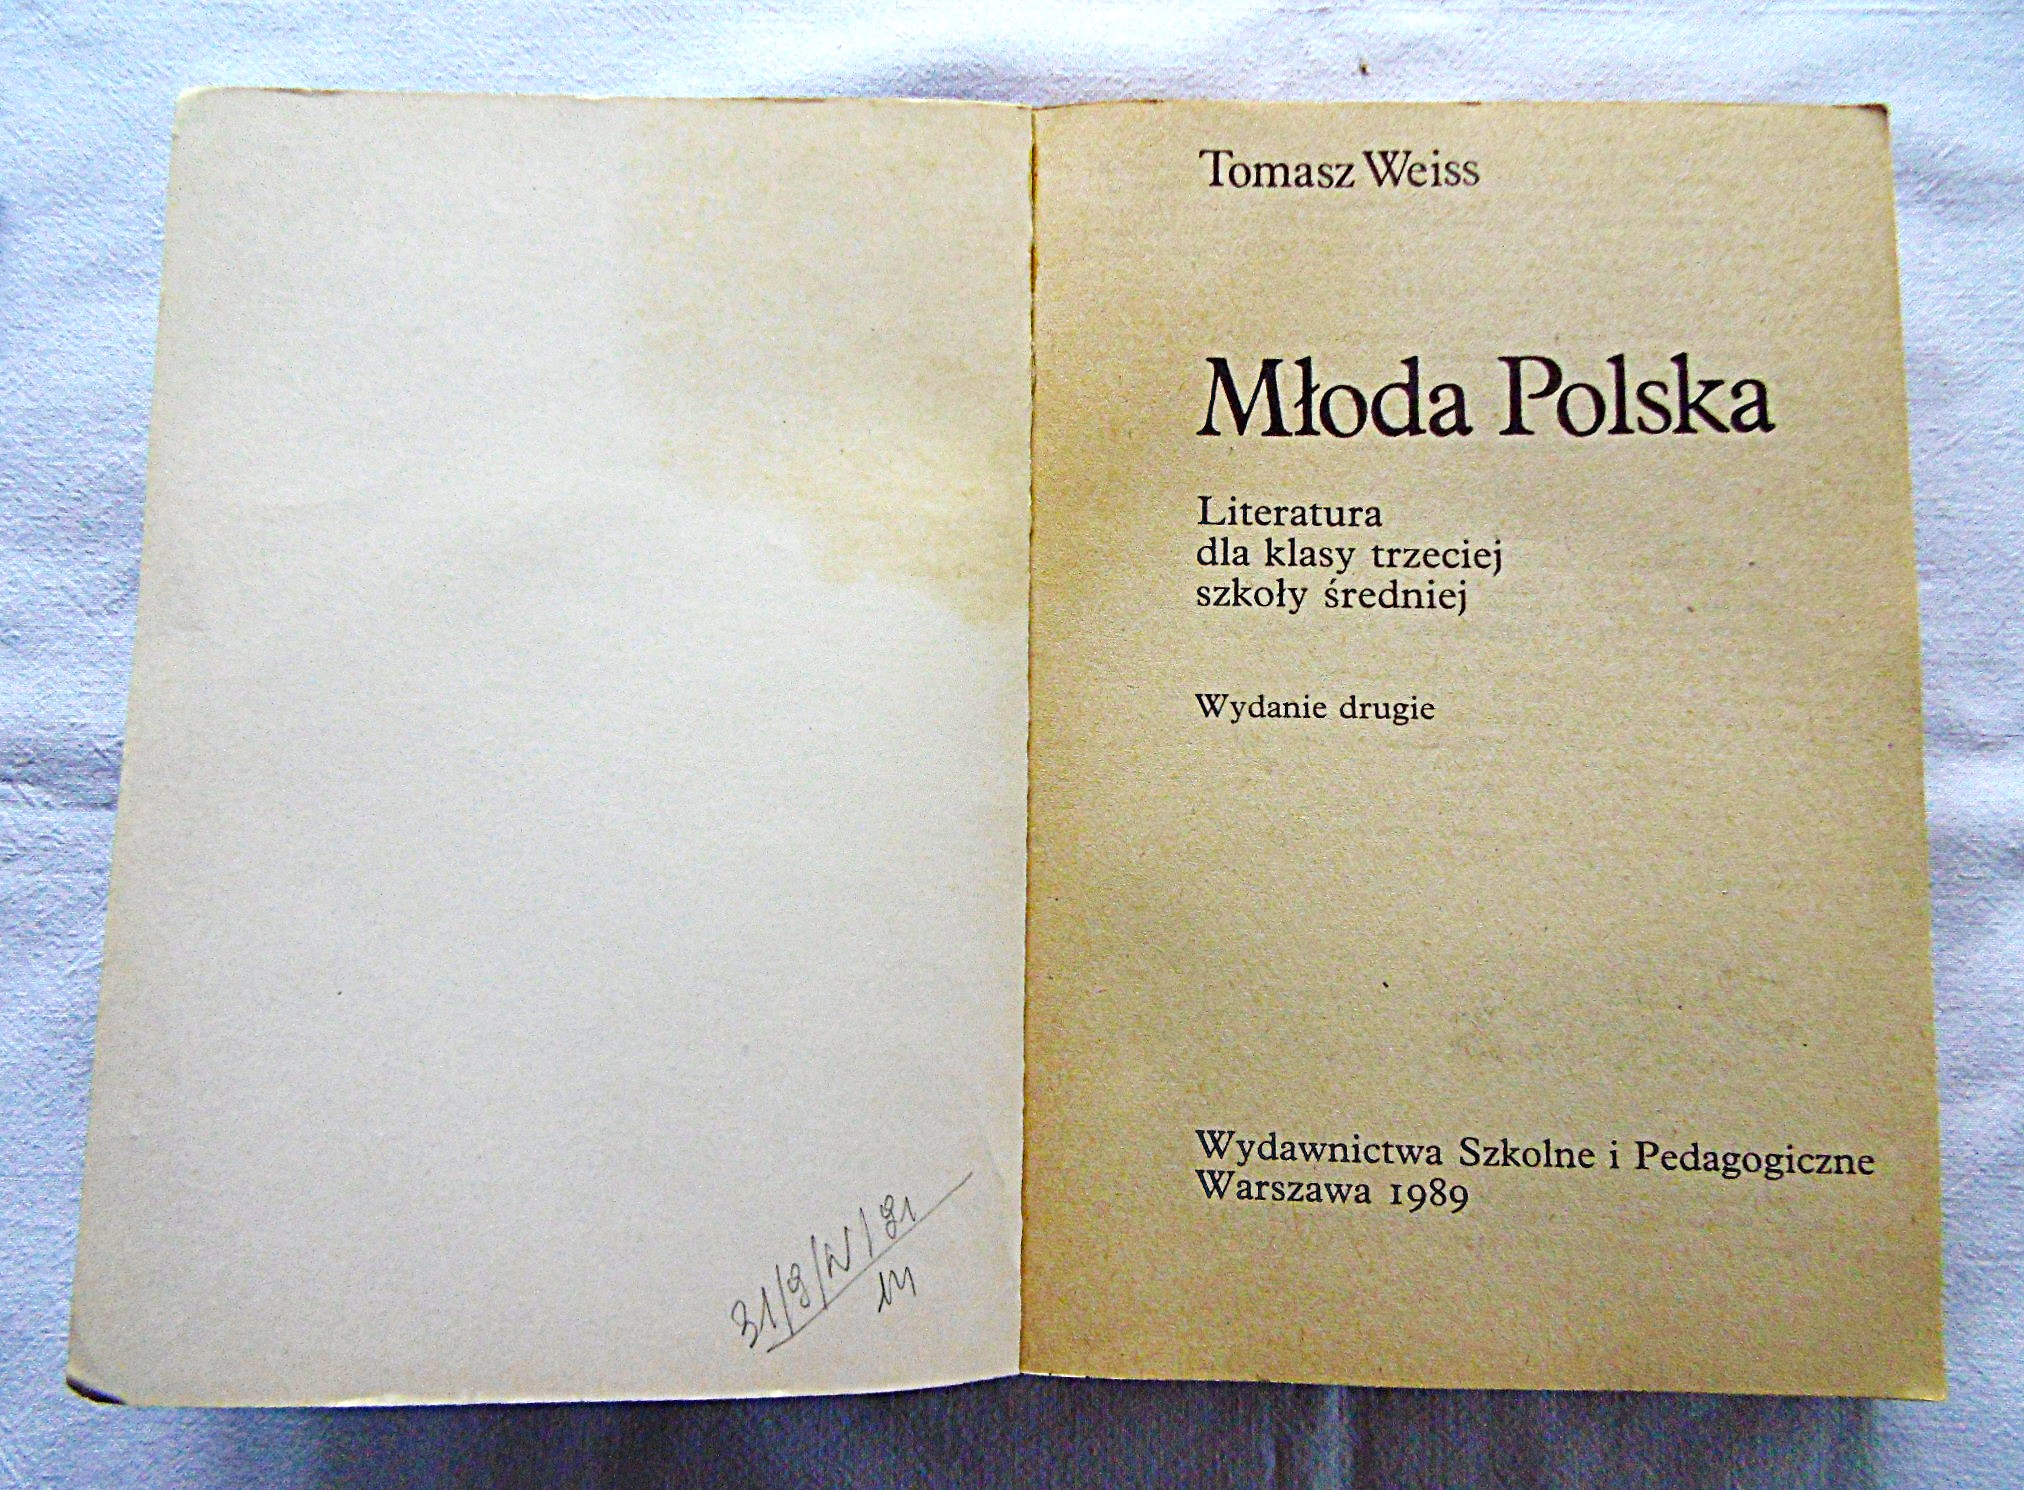 Tomasz Weiss
Młoda Polska
Literatura
dla klasy trzeciej
szkoły średniej
Wydanie drugie
Wydawnictwa Szkolne i Pedagogiczne
Warszawa 1989